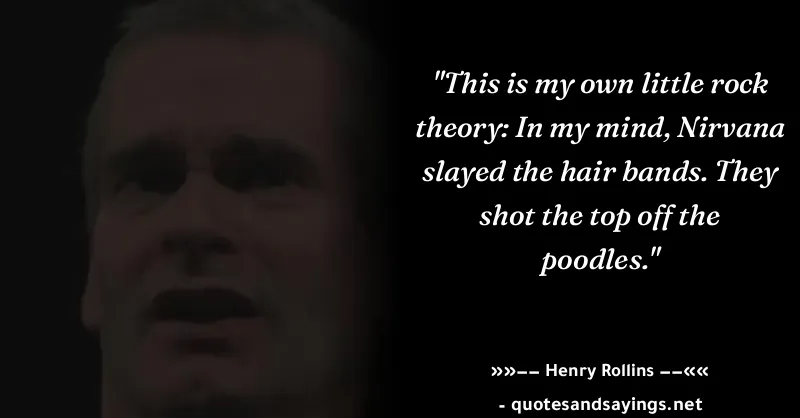 "This is my own little rock
theory: In my mind, Nirvana
slayed the hair bands. They
shot the top off the
poodles."
»»–– Henry Rollins ––««
- quotesandsayings.net